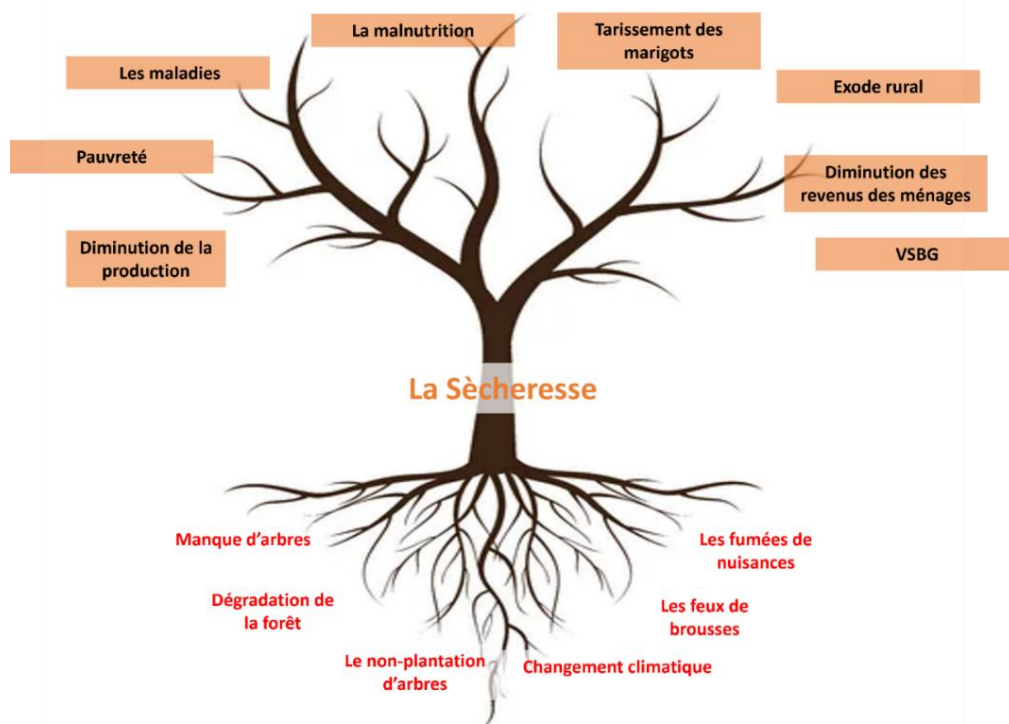 La malnutrition
Tarissement des
marigots
Les maladies
Exode rural
Pauvreté
Diminution des
revenus des ménages
Diminution de la
production
VSBG
La Sècheresse
Manque d’arbres
Les fumées de
nuisances
Dégradation de
la forêt
Les feux de
brousses
Le non-plantation
d’arbres
Changement climatique